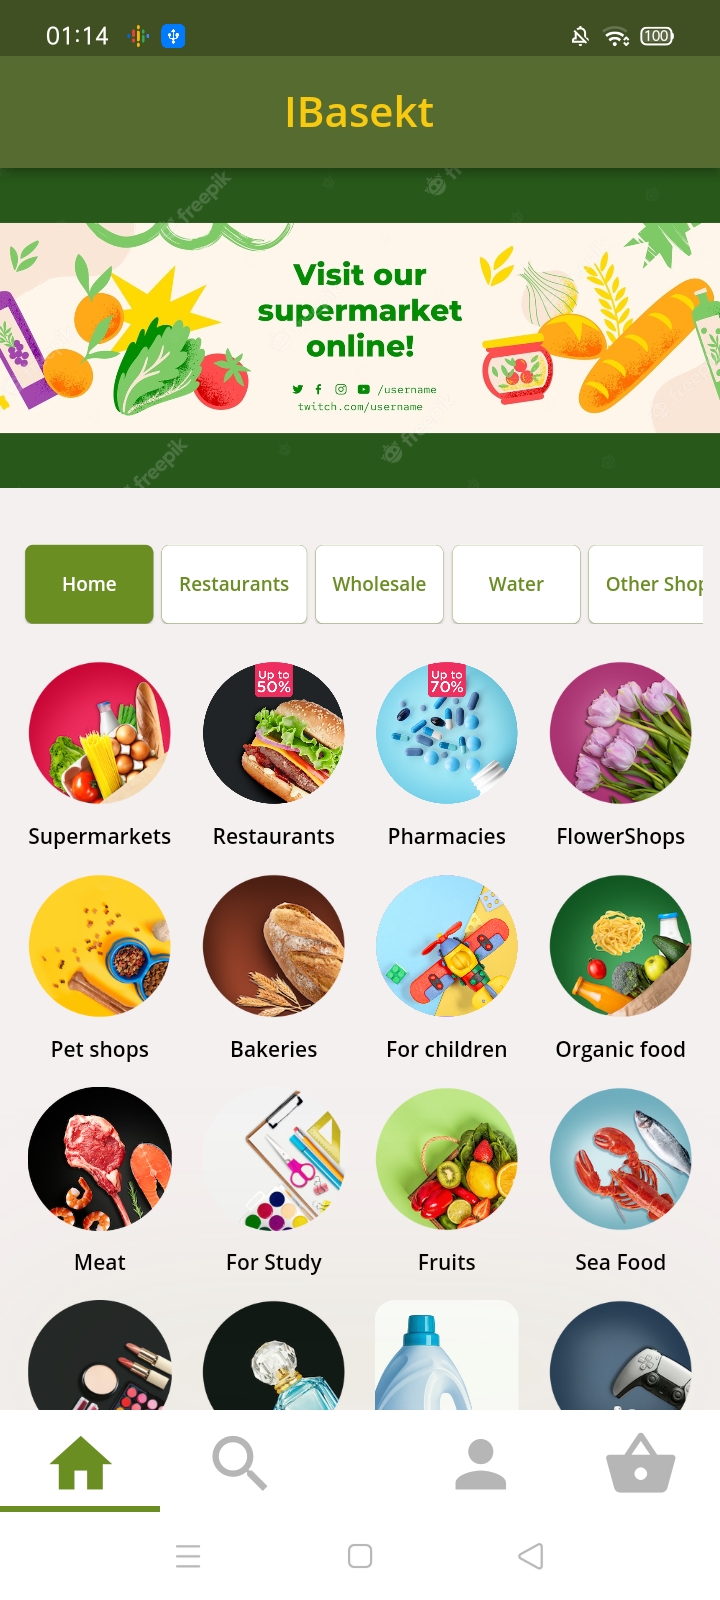 01:14
100
IBasekt
freepik
Visit our
supermarket
online!
/username
twitch.com/username
freepik
Home
Restaurants
Wholesale
Water
Other Shop
Up to
50%
Up to
70%
Supermarkets
Restaurants
Pharmacies
FlowerShops
Pet shops
Bakeries
For children
Organic food
Meat
For Study
Fruits
Sea Food